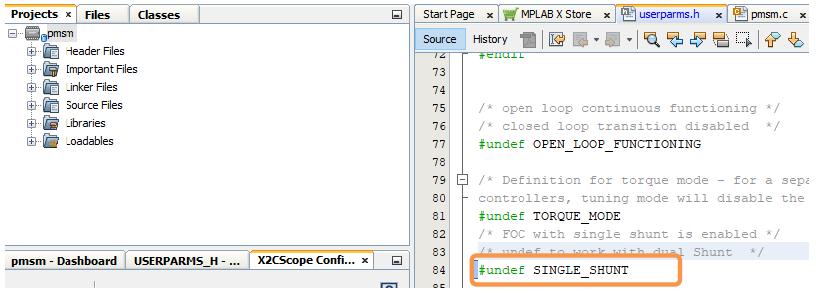 Projects × Files Classes
pmsm
Header Files
Important Files
Linker Files
Source Files
Libraries
Loadables
pmsm - Dashboard USERPARMS_H - ... X2CScope Confi... ×
Start Page × MPLAB X Store × userparms.h × pmsm.c ×
Source History
72 #endif
73
74
75 /* open loop continuous functioning */
76 /* closed loop transition disabled */
77 #undef OPEN_LOOP_FUNCTIONING
78
79 /* Definition for torque mode - for a sepa
80 controllers, tuning mode will disable the
81 #undef TORQUE_MODE
82 /* FOC with single shunt is enabled */
83 /* undef to work with dual Shunt */
84 #undef SINGLE_SHUNT
85